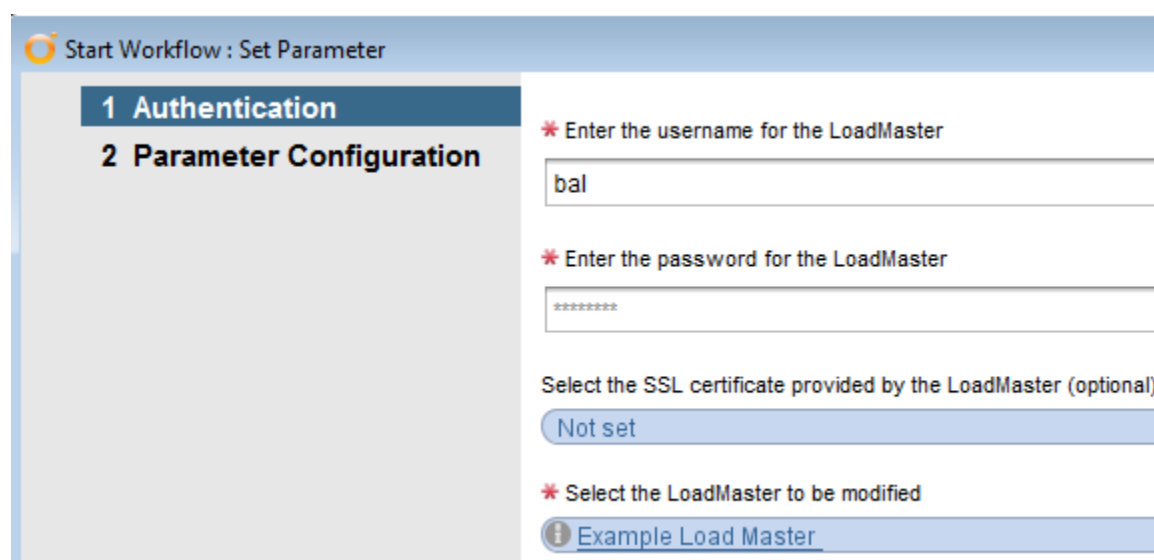 Start Workflow : Set Parameter
1 Authentication
2 Parameter Configuration
* Enter the username for the LoadMaster
bal
* Enter the password for the LoadMaster
********
Select the SSL certificate provided by the LoadMaster (optional)
Not set
* Select the LoadMaster to be modified
Example Load Master